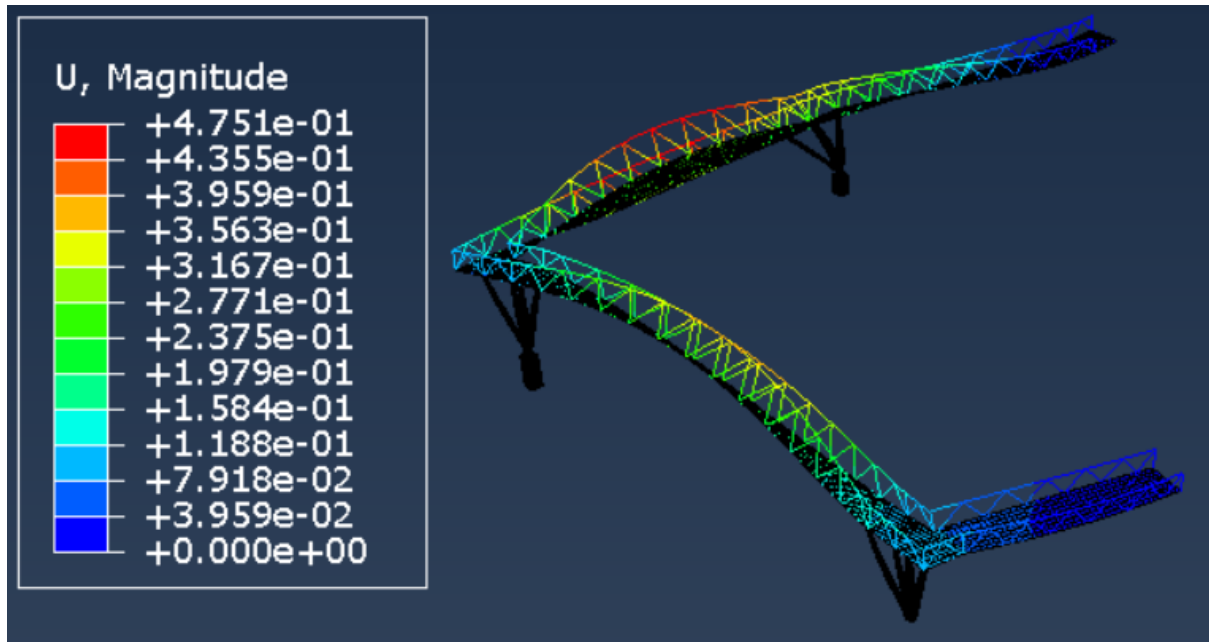 U, Magnitude
+4.751e-01
+4.355e-01
+3.959e-01
+3.563e-01
+3.167e-01
+2.771e-01
+2.375e-01
+1.979e-01
+1.584e-01
+1.188e-01
+7.918e-02
+3.959e-02
+0.000e+00